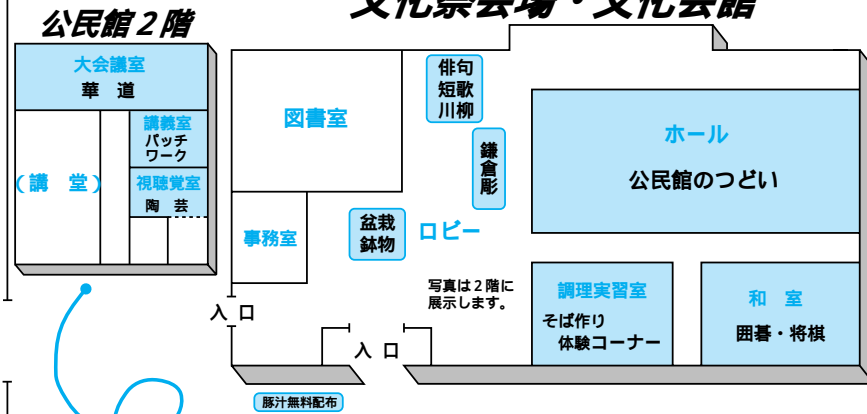 文化祭会場・文化会館
公民館２階
大会議室
華　道
講義室
パッチ
ワーク
（講　堂）
視聴覚室
陶　芸
図書室
事務室
俳句
短歌
川柳
鎌倉彫
盆栽
鉢物
ロビー
ホール
公民館のつどい
写真は２階に
展示します。
調理実習室
そば作り
体験コーナー
和　室
囲碁・将棋
入　口
入　口
豚汁無料配布